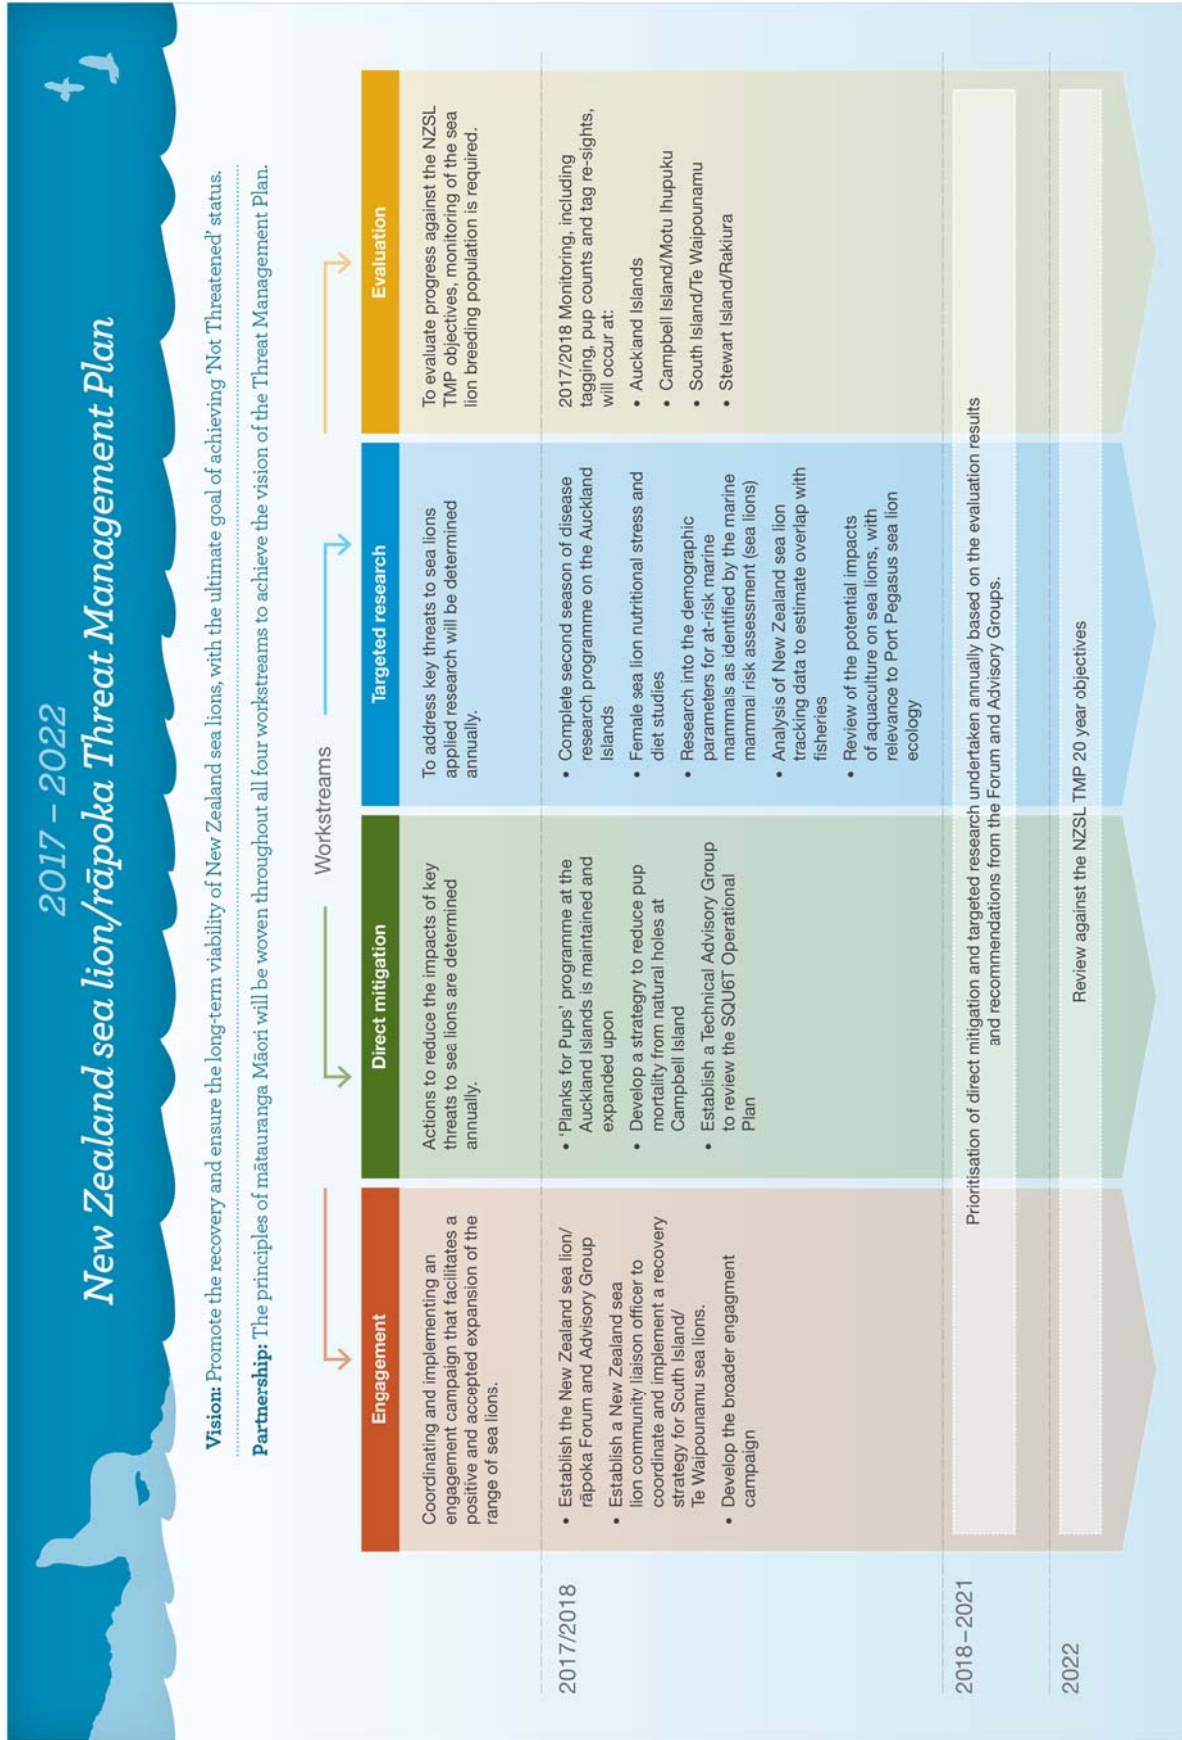 2017 – 2022
New Zealand sea lion/rāpoka Threat Management Plan
Vision: Promote the recovery and ensure the long-term viability of New Zealand sea lions, with the ultimate goal of achieving 'Not Threatened' status.
Partnership: The principles of mātauranga Māori will be woven throughout all four workstreams to achieve the vision of the Threat Management Plan.
Workstreams
Engagement
Coordinating and implementing an
engagement campaign that facilitates a
positive and accepted expansion of the
range of sea lions.
Direct mitigation
Actions to reduce the impacts of key
threats to sea lions are determined
annually.
Targeted research
To address key threats to sea lions
applied research will be determined
annually.
Evaluation
To evaluate progress against the NZSL
TMP objectives, monitoring of the sea
lion breeding population is required.
2017/2018
• Establish the New Zealand sea lion/
rāpoka Forum and Advisory Group
• Establish a New Zealand sea
lion community liaison officer to
coordinate and implement a recovery
strategy for South Island/
Te Waipounamu sea lions.
• Develop the broader engagment
campaign
• 'Planks for Pups' programme at the
Auckland Islands is maintained and
expanded upon
• Develop a strategry to reduce pup
mortality from natural holes at
Campbell Island
• Establish a Technical Advisory Group
to review the SQU6T Operational
Plan
• Complete second season of disease
research programme on the Auckland
Islands
• Female sea lion nutritional stress and
diet studies
• Research into the demographic
parameters for at-risk marine
mammals as identified by the marine
mammal risk assessment (sea lions)
• Analysis of New Zealand sea lion
tracking data to estimate overlap with
fisheries
• Review of the potential impacts
of aquaculture on sea lions, with
relevance to Port Pegasus sea lion
ecology
2017/2018 Monitoring, including
tagging, pup counts and tag re-sights,
will occur at:
• Auckland Islands
• Campbell Island/Motu Ihupuku
• South Island/Te Waipounamu
• Stewart Island/Rakiura
2018–2021
Prioritisation of direct mitigation and targeted research undertaken annually based on the evaluation results
and recommendations from the Forum and Advisory Groups.
2022
Review against the NZSL TMP 20 year objectives